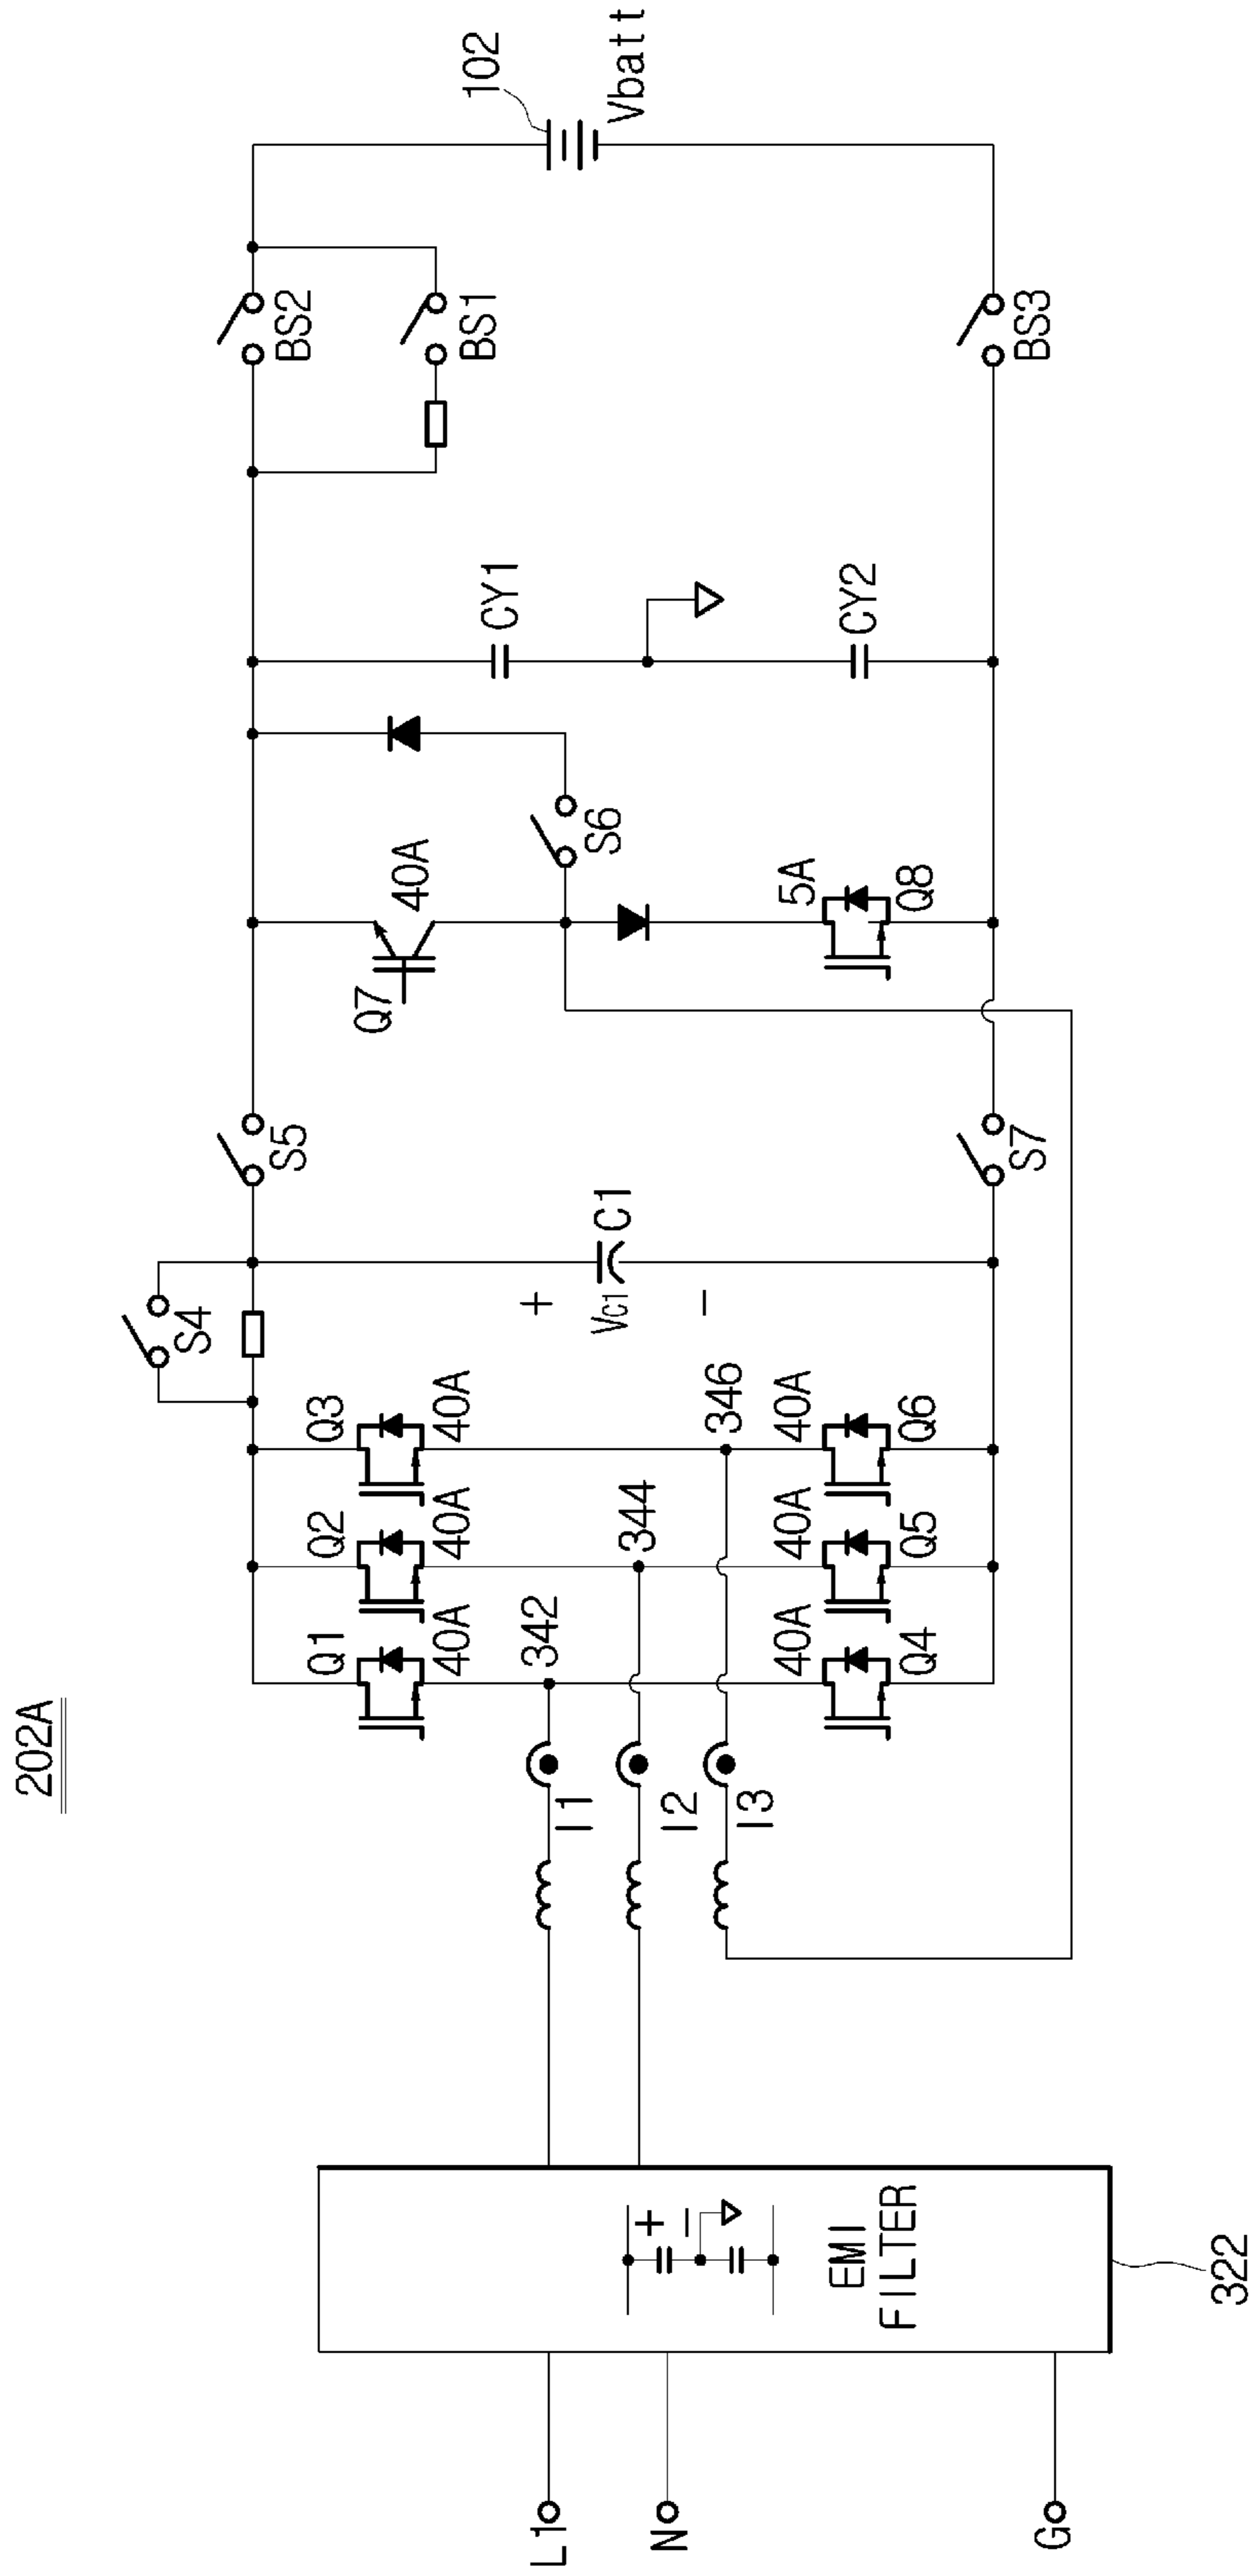 202A
L1
N
G
EMI
FILTER
+
−
322
I1
I2
I3
342
344
346
Q1
40A
Q2
40A
Q3
40A
40A
Q4
40A
Q5
40A
Q6
S4
+
VC1
−
C1
S5
S7
Q7
40A
S6
5A
Q8
CY1
CY2
BS2
BS1
BS3
102
Vbatt